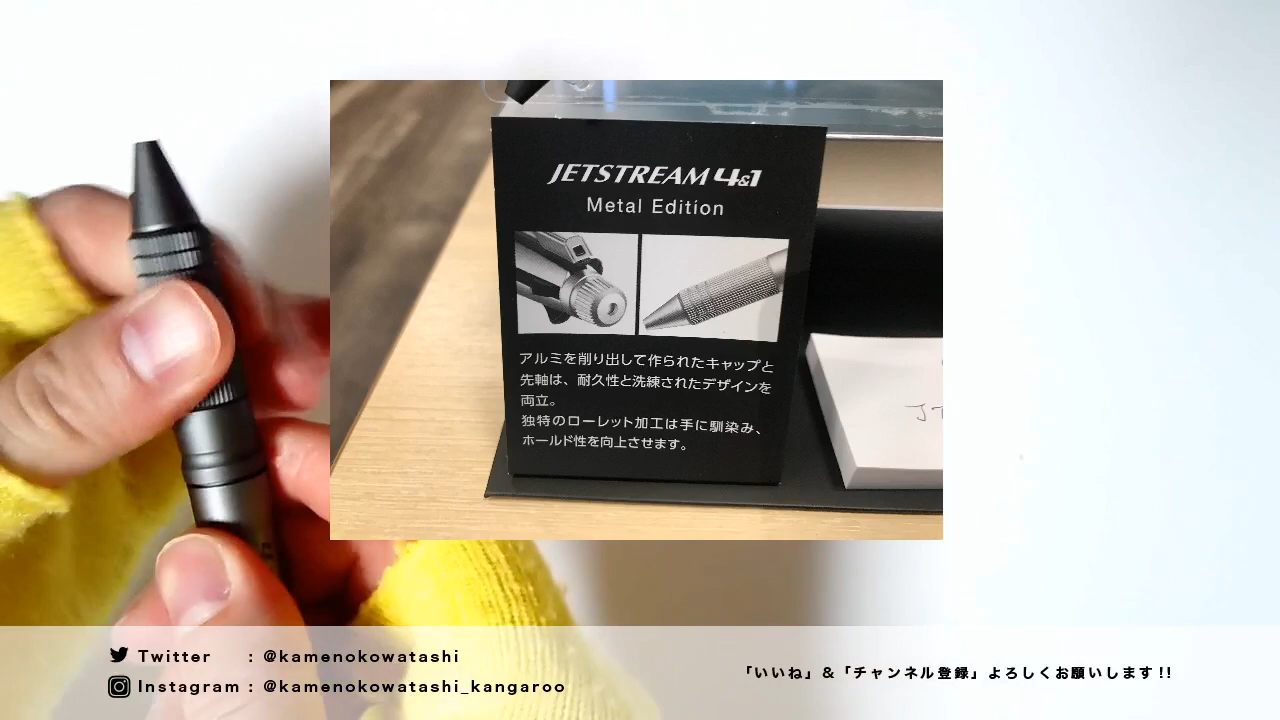 JETSTREAM 4&1
Metal Edition
アルミを削り出して作られたキャップと
先軸は、耐久性と洗練されたデザインを
両立。
独特のローレット加工は手に馴染み、
ホールド性を向上させます。
Twitter : @kamenokowatashi
Instagram : @kamenokowatashi_kangaroo
「いいね」&「チャンネル登録」よろしくお願いします!!